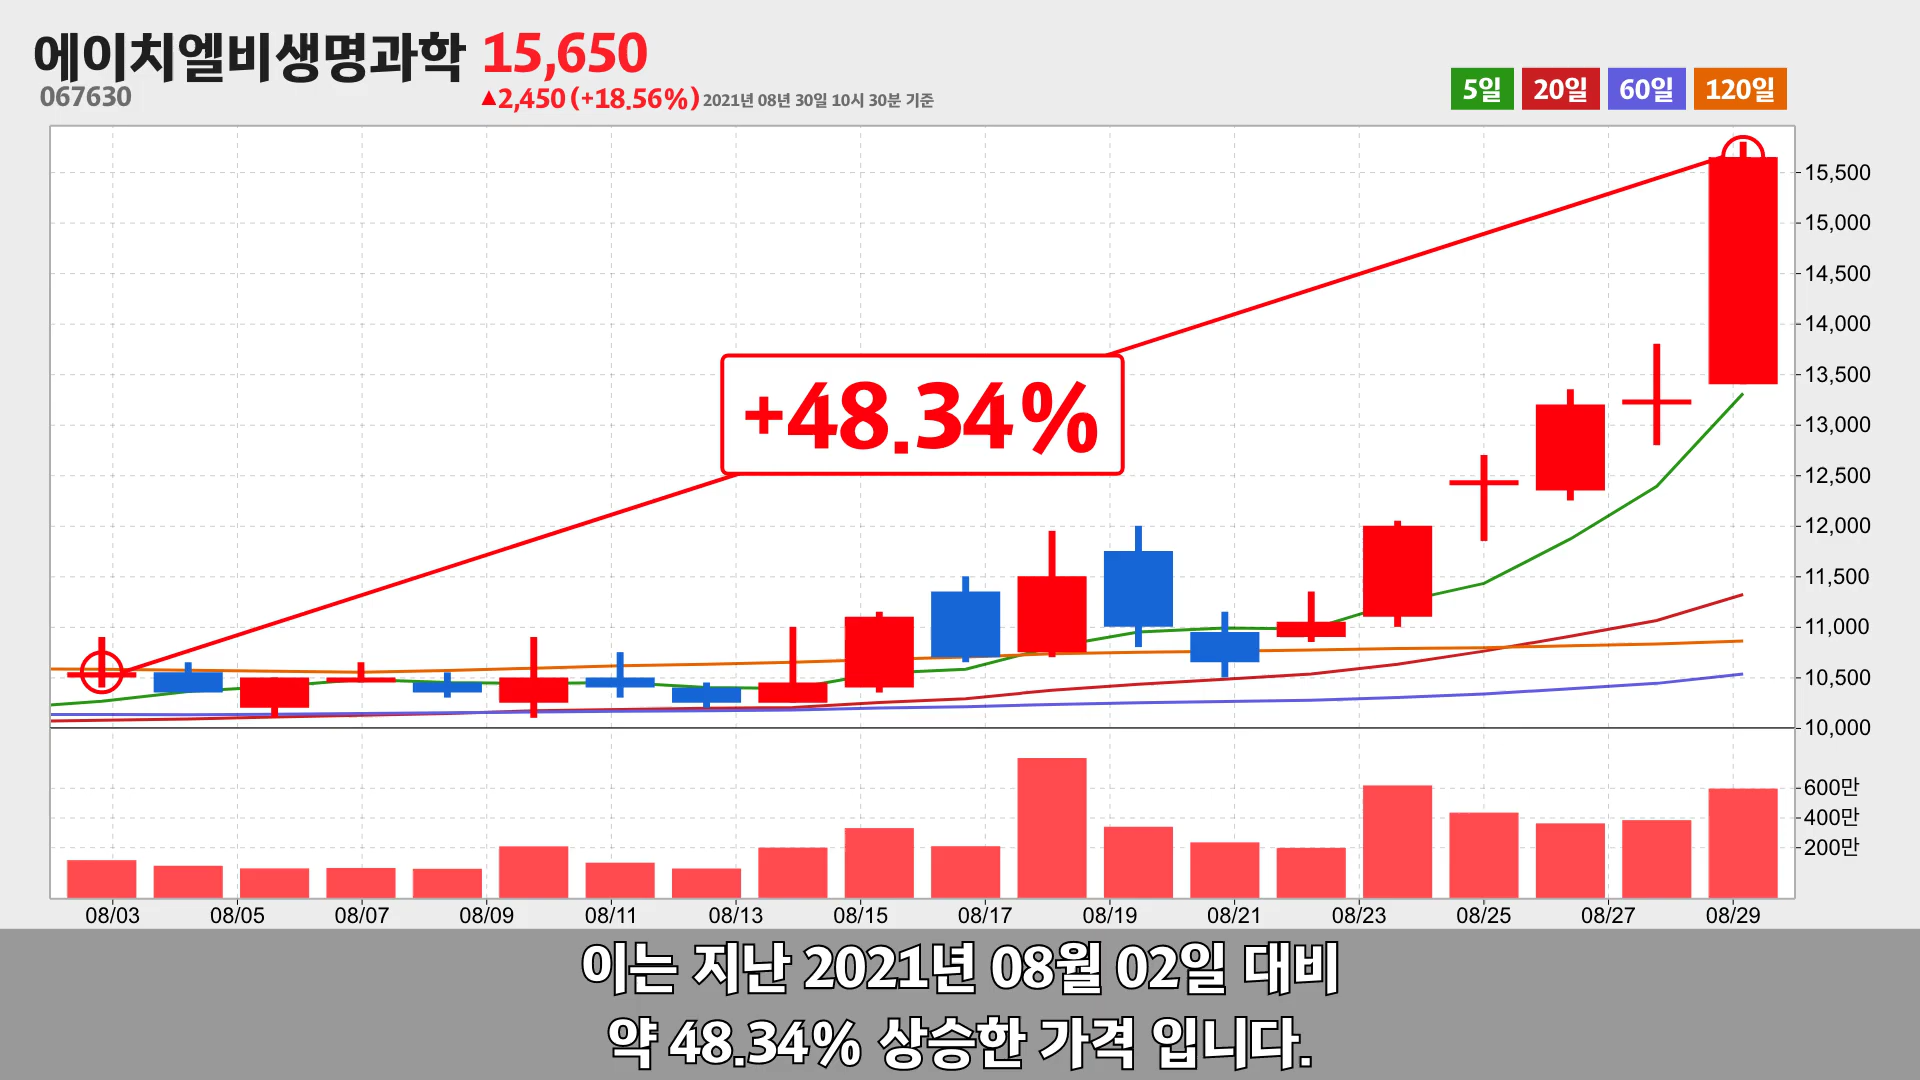 에이치엘비생명과학 15,650
067630
▲2,450 (+18.56%) 2021년 08년 30일 10시 30분 기준
5일 20일 60일 120일
+48.34%
15,500
15,000
14,500
14,000
13,500
13,000
12,500
12,000
11,500
11,000
10,500
10,000
600만
400만
200만
08/03 08/05 08/07 08/09 08/11 08/13 08/15 08/17 08/19 08/21 08/23 08/25 08/27 08/29
이는 지난 2021년 08월 02일 대비
약 48.34% 상승한 가격 입니다.